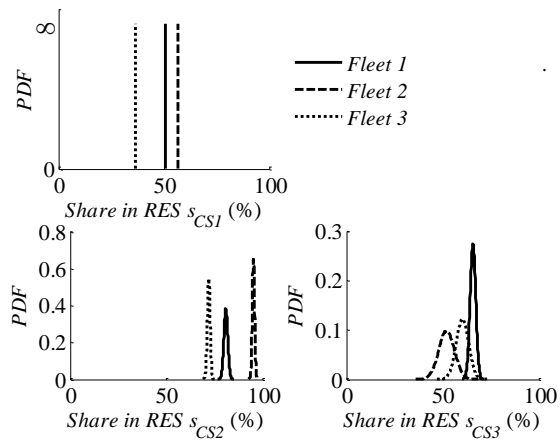 ∞
PDF
0
0 50 100
Share in RES s_CS1 (%)
Fleet 1
Fleet 2
Fleet 3
.
0.8
0.6
0.4
0.2
0
PDF
0 50 100
Share in RES s_CS2 (%)
0.3
0.2
0.1
0
PDF
0 50 100
Share in RES s_CS3 (%)